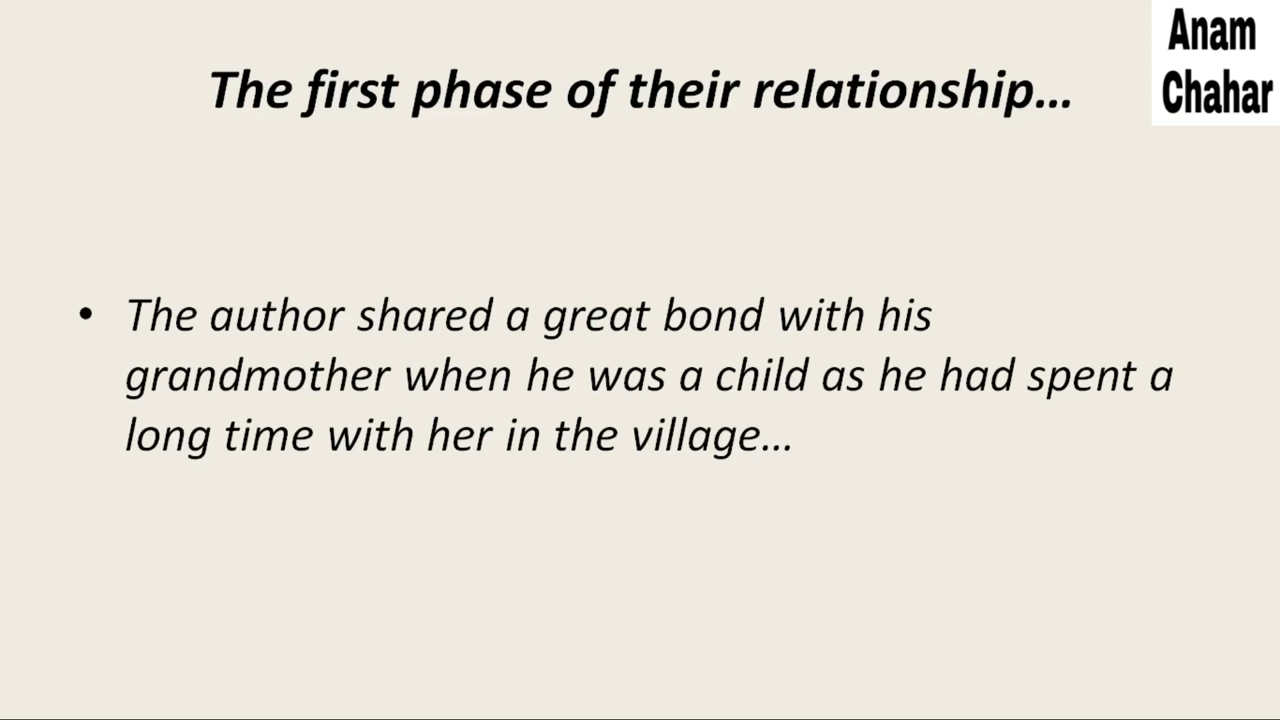 Anam
Chahar
The first phase of their relationship...
• The author shared a great bond with his
grandmother when he was a child as he had spent a
long time with her in the village...